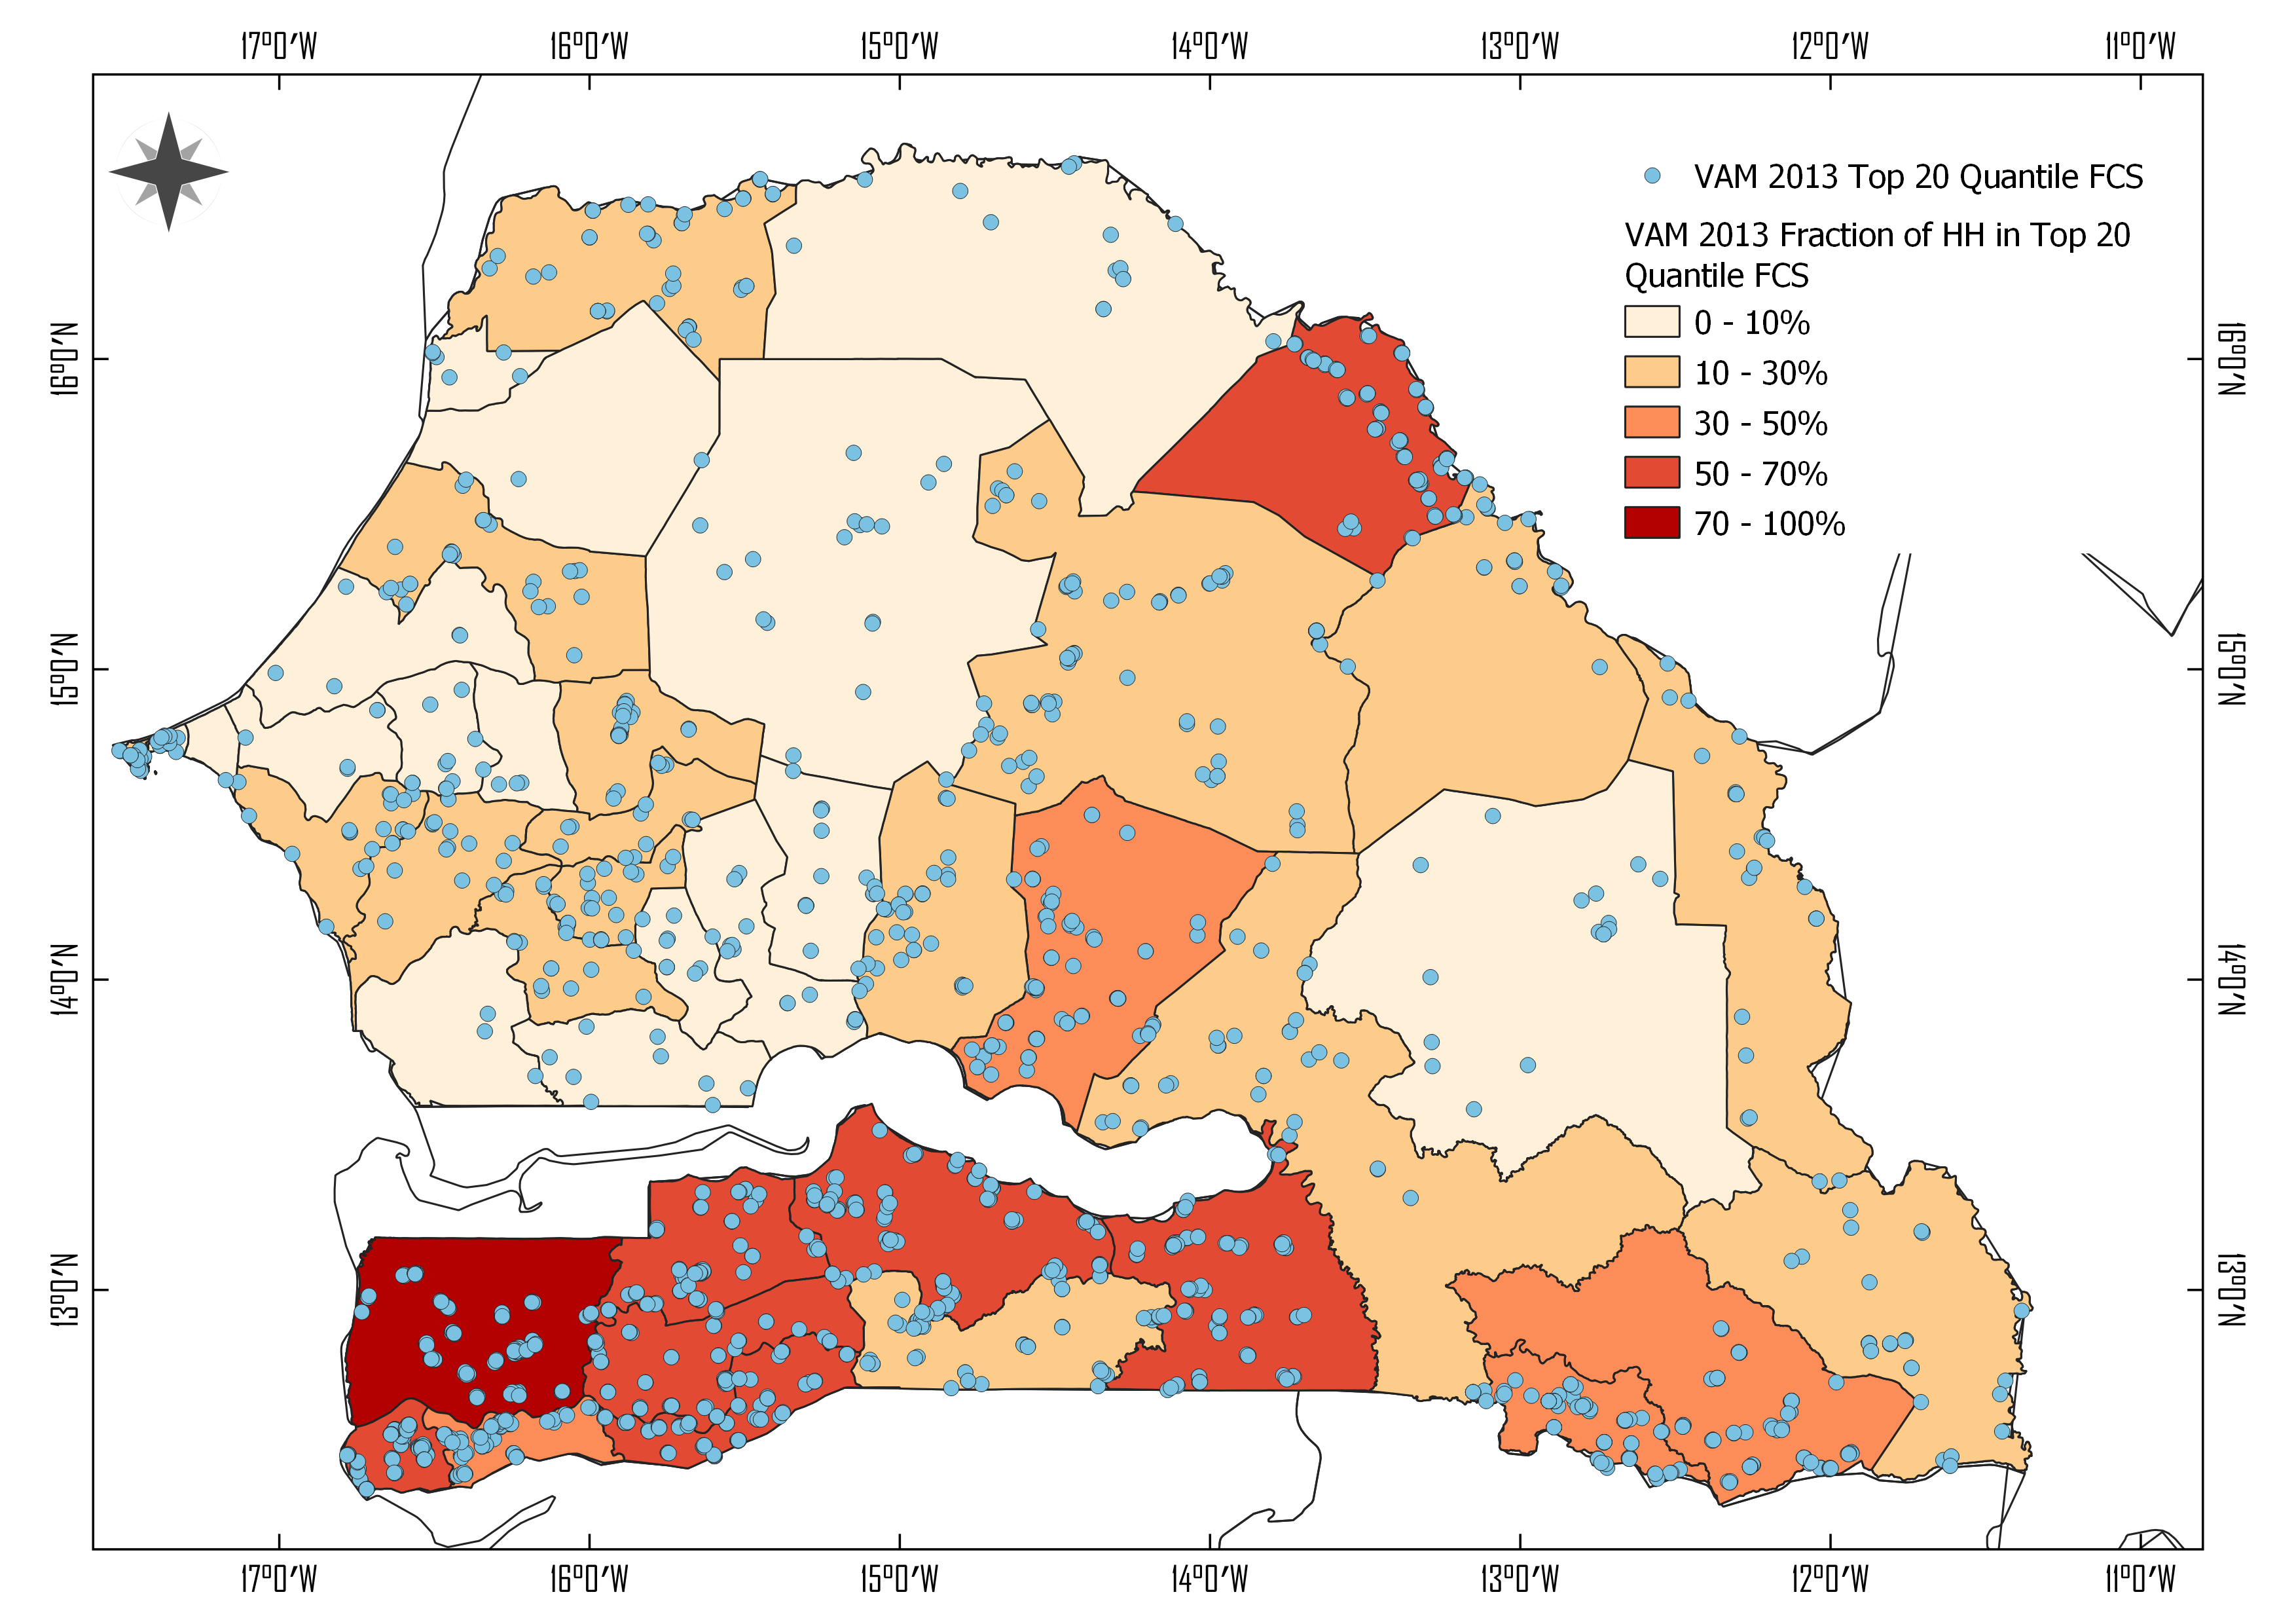 17°0′W 16°0′W 15°0′W 14°0′W 13°0′W 12°0′W 11°0′W
VAM 2013 Top 20 Quantile FCS
VAM 2013 Fraction of HH in Top 20
Quantile FCS
0 - 10%
10 - 30%
30 - 50%
50 - 70%
70 - 100%
16°0′N 16°0′N
15°0′N 15°0′N
14°0′N 14°0′N
13°0′N 13°0′N
17°0′W 16°0′W 15°0′W 14°0′W 13°0′W 12°0′W 11°0′W